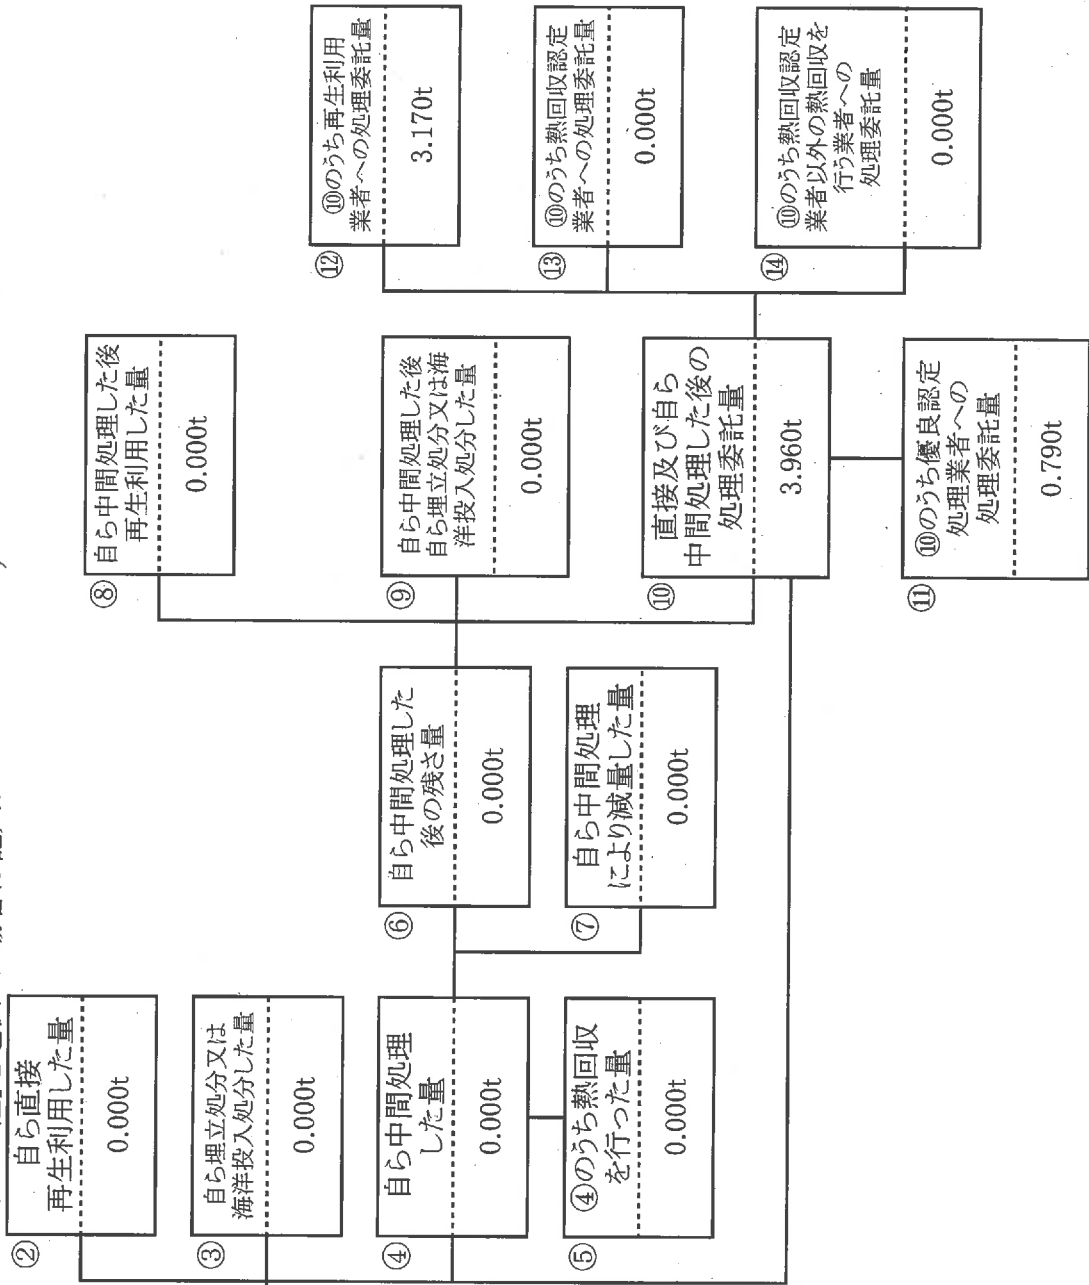 ②
自ら直接
再生利用した量
0.000t
③
自ら埋立処分又は
海洋投入処分した量
0.000t
④
自ら中間処理
した量
0.000t
⑤
④のうち熱回収
を行った量
0.000t
⑥
自ら中間処理した
後の残さ量
0.000t
⑦
自ら中間処理
により減量した量
0.000t
⑧
自ら中間処理した後
再生利用した量
0.000t
⑨
自ら中間処理した後
自ら埋立処分又は海
洋投入処分した量
0.000t
⑩
直接及び自ら
中間処理した後の
処理委託量
3.960t
⑪
⑩のうち優良認定
処理業者への
処理委託量
0.790t
⑫
⑩のうち再生利用
業者への処理委託量
3.170t
⑬
⑩のうち熱回収認定
業者への処理委託量
0.000t
⑭
⑩のうち熱回収認定
業者以外の熱回収を
行う業者への
処理委託量
0.000t